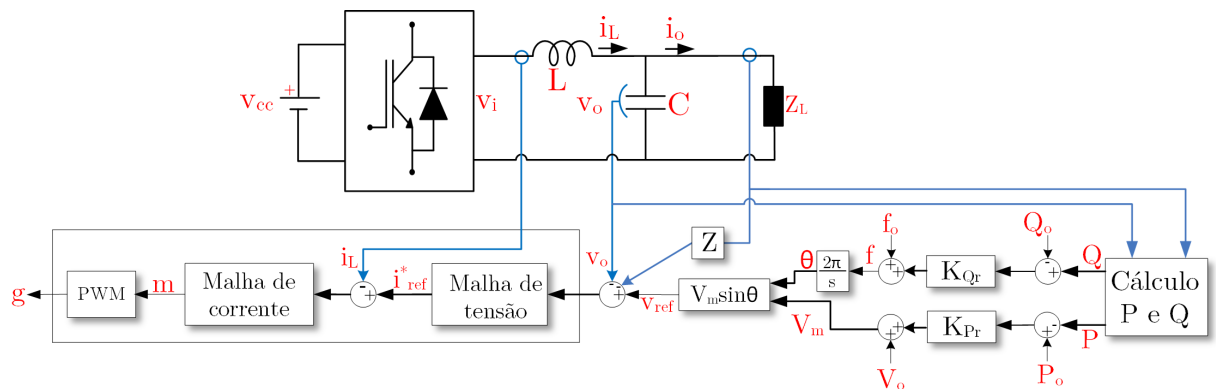 i_L
i_o
+
L
v_cc
v_i
v_o
C
Z_L
f_o
Q_o
Z
v_o
i_L
θ
2π
s
f
+
+
K_Qr
-
+
Q
Cálculo
P e Q
g
PWM
m
Malha de
corrente
-
+
i*_ref
Malha de
tensão
-
-
+
v_ref
V_m sinθ
V_m
+
+
K_Pr
+
-
P
V_o
P_o